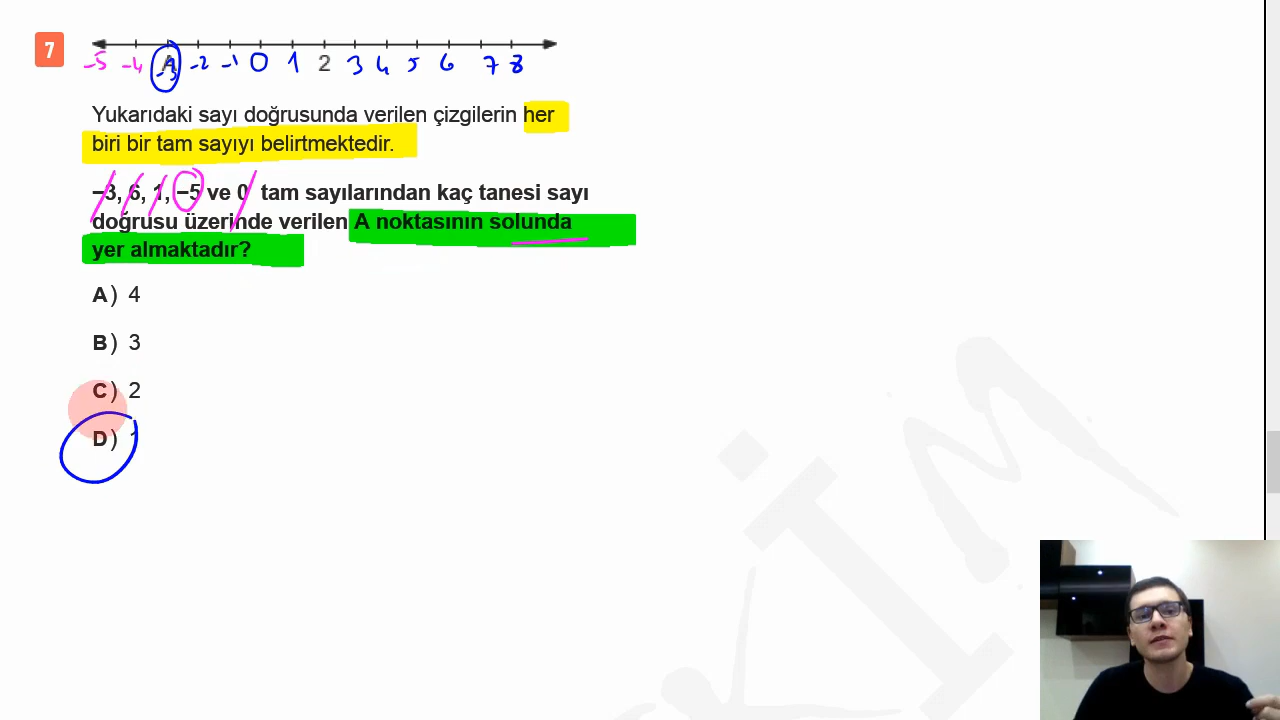 7
-5 -4 A -3 -2 -1 0 1 2 3 4 5 6 7 8
Yukarıdaki sayı doğrusunda verilen çizgilerin her
biri bir tam sayıyı belirtmektedir.
−3, 6, 1, −5 ve 0 tam sayılarından kaç tanesi sayı
doğrusu üzerinde verilen A noktasının solunda
yer almaktadır?
A) 4
B) 3
C) 2
D) 1